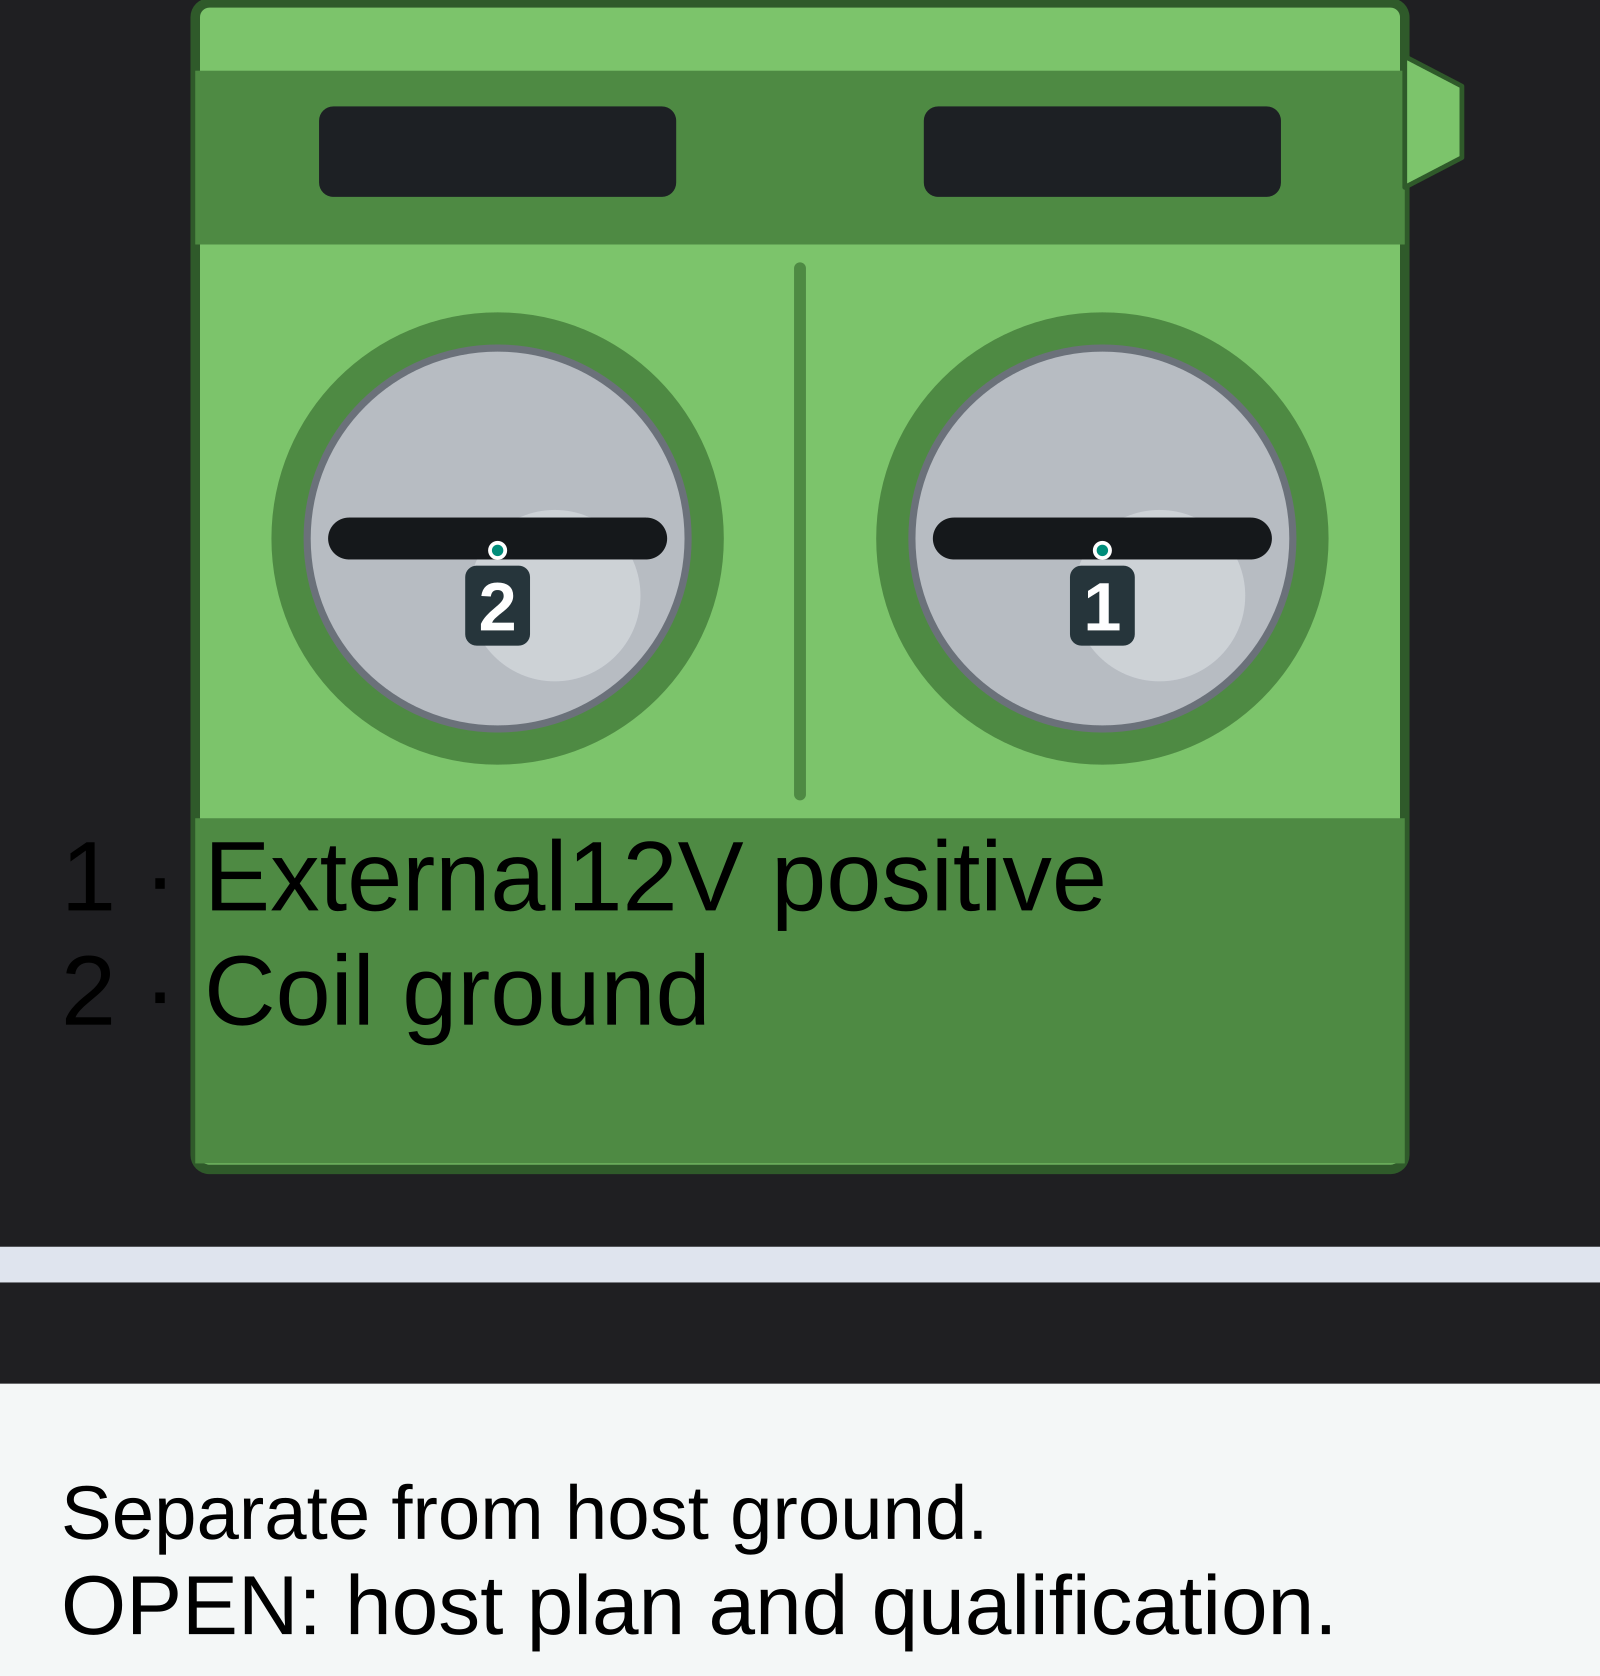 2 1
1 · External12V positive
2 · Coil ground
Separate from host ground.
OPEN: host plan and qualification.